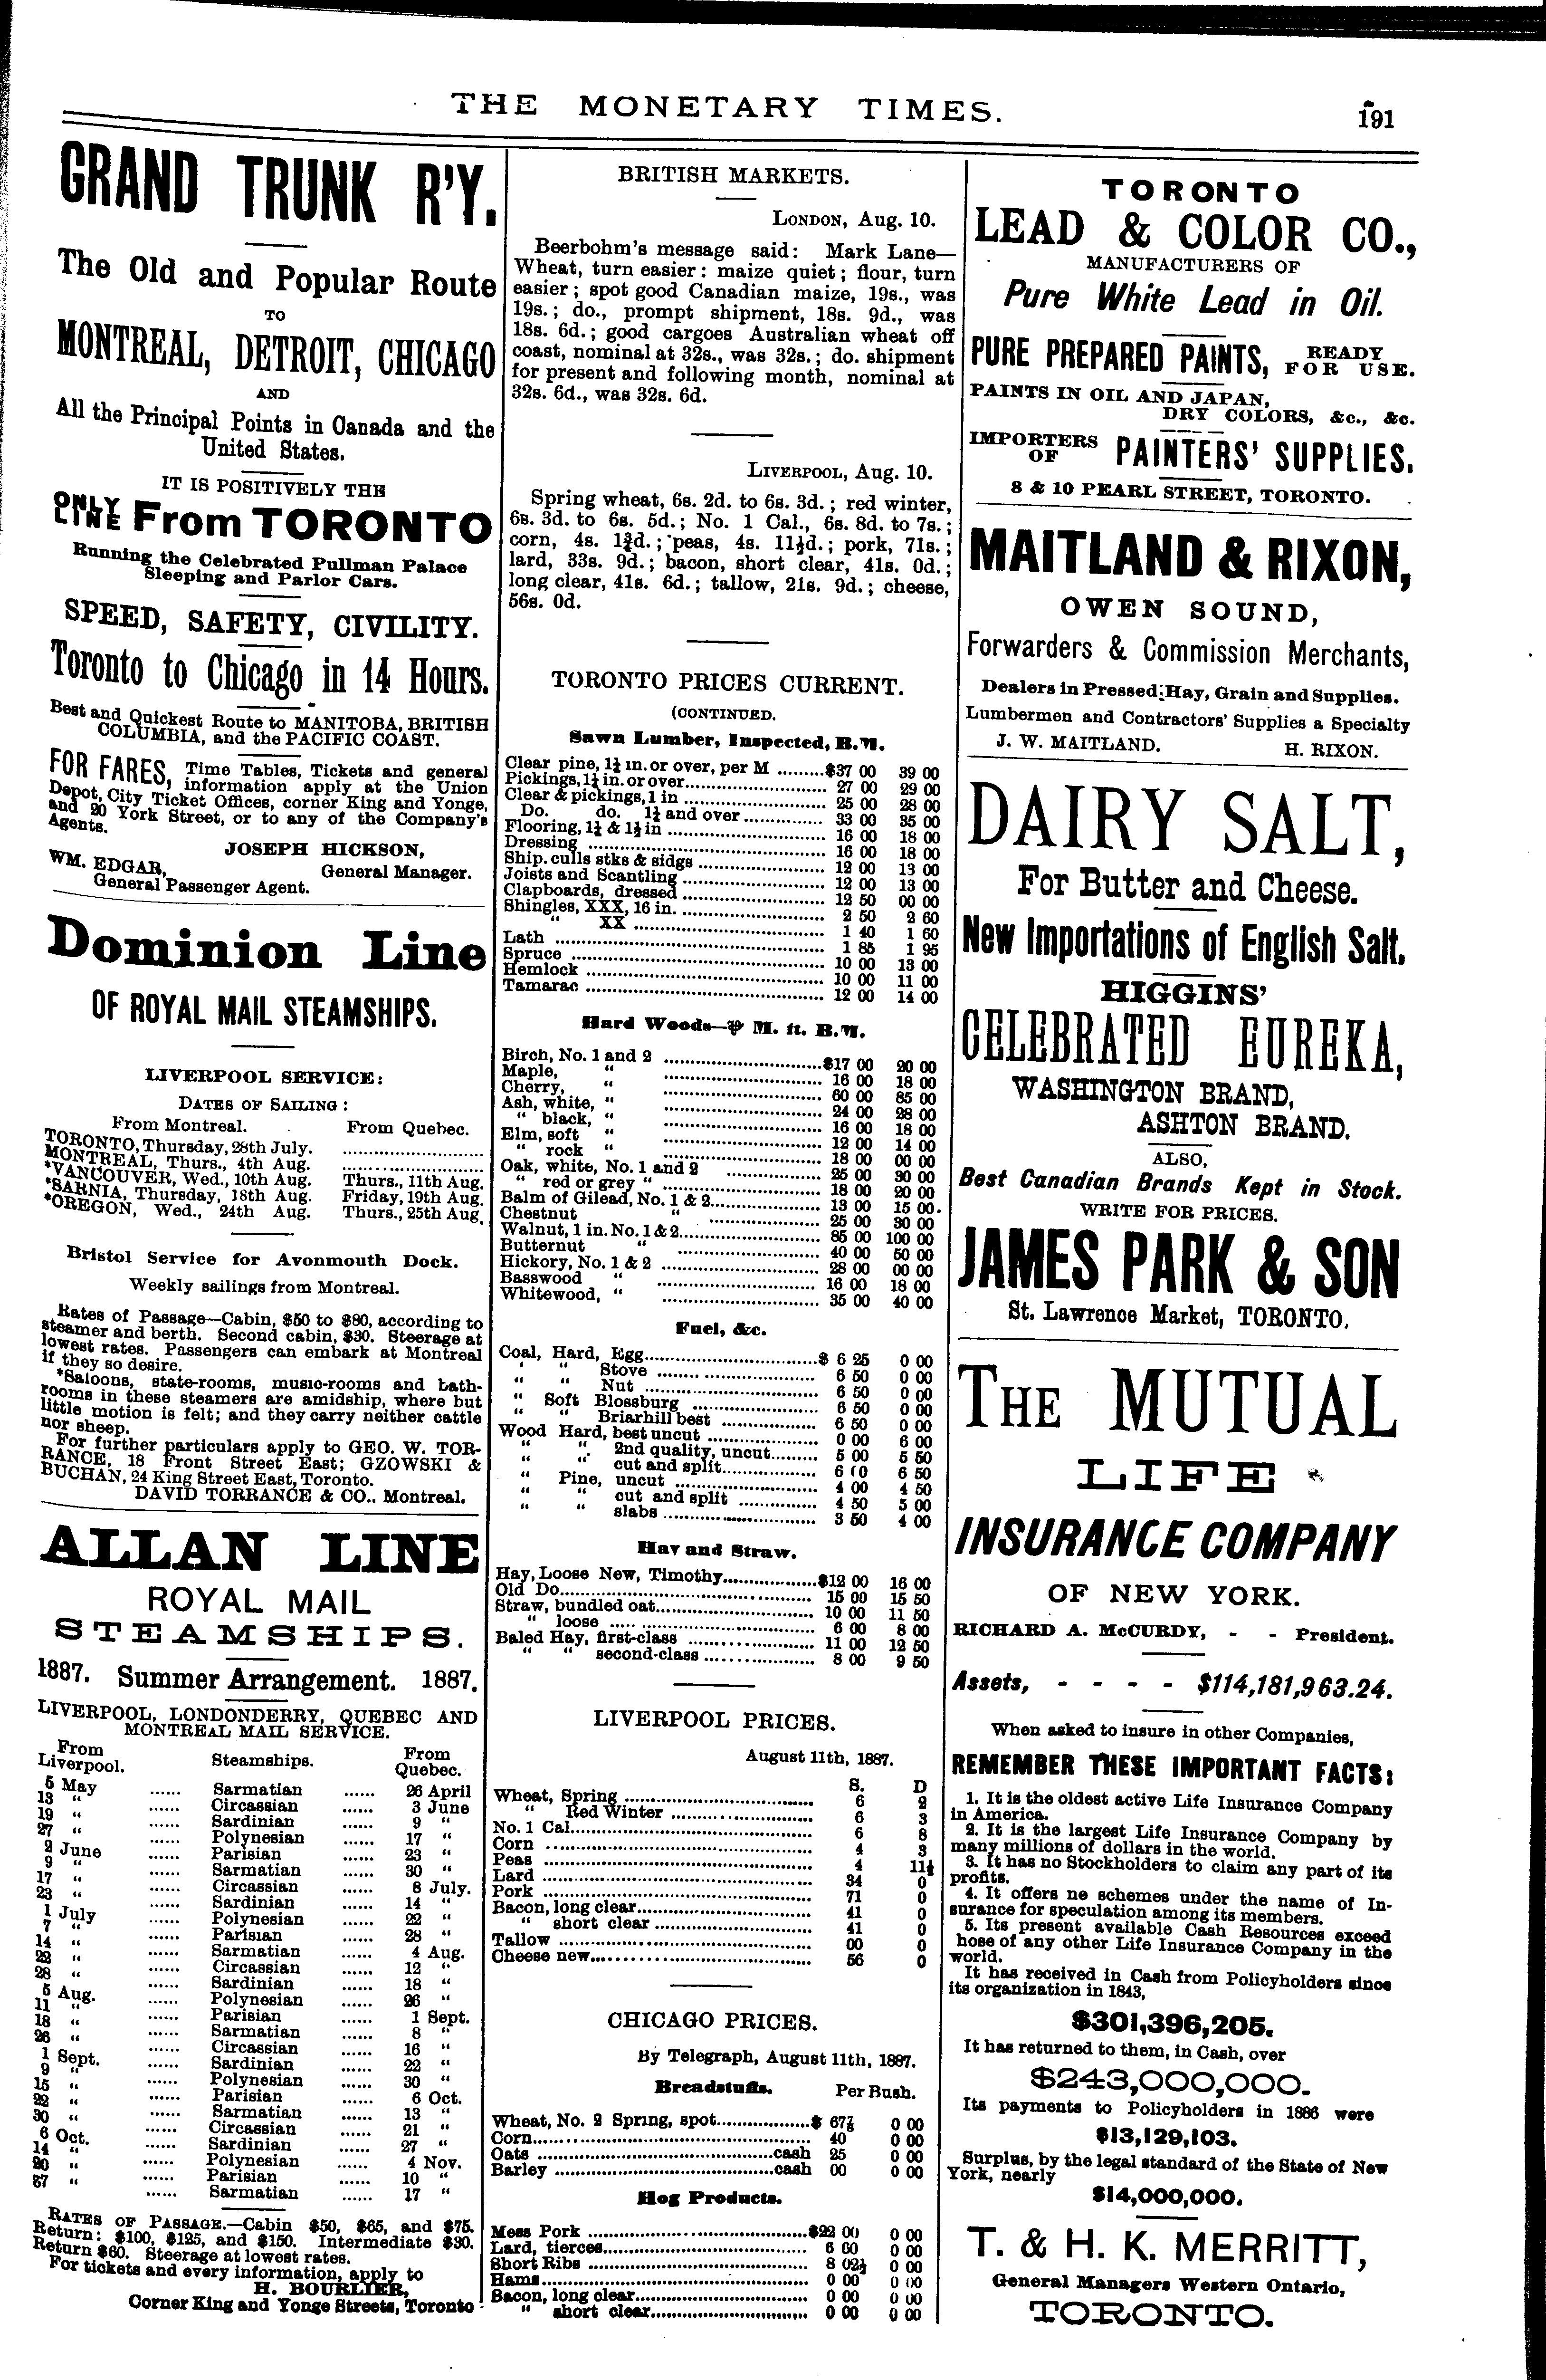 THE MONETARY TIMES.
191
GRAND TRUNK R'Y.
The Old and Popular Route
TO
MONTREAL, DETROIT, CHICAGO
AND
All the Principal Points in Canada and the
United States.
IT IS POSITIVELY THE
ONLY LINE From TORONTO
Running the Celebrated Pullman Palace
Sleeping and Parlor Cars.
SPEED, SAFETY, CIVILITY.
Toronto to Chicago in 14 Hours.
Best and Quickest Route to MANITOBA, BRITISH
COLUMBIA, and the PACIFIC COAST.
FOR FARES, Time Tables, Tickets and general
information apply at the Union
Depot, City Ticket Offices, corner King and Yonge,
and 20 York Street, or to any of the Company's
Agents.
JOSEPH HICKSON,
General Manager.
WM. EDGAR,
General Passenger Agent.
Dominion Line
OF ROYAL MAIL STEAMSHIPS.
LIVERPOOL SERVICE:
DATES OF SAILING:
From Montreal. From Quebec.
TORONTO, Thursday, 28th July. ............
MONTREAL, Thurs., 4th Aug. ............
*VANCOUVER, Wed., 10th Aug. Thurs., 11th Aug.
*SARNIA, Thursday, 18th Aug. Friday, 19th Aug.
*OREGON, Wed., 24th Aug. Thurs., 25th Aug.
Bristol Service for Avonmouth Dock.
Weekly sailings from Montreal.
Rates of Passage—Cabin, $50 to $80, according to
steamer and berth. Second cabin, $30. Steerage at
lowest rates. Passengers can embark at Montreal
if they so desire.
*Saloons, state-rooms, music-rooms and bath-
rooms in these steamers are amidship, where but
little motion is felt; and they carry neither cattle
nor sheep.
For further particulars apply to GEO. W. TOR-
RANCE, 18 Front Street East; GZOWSKI &
BUCHAN, 24 King Street East, Toronto.
DAVID TORRANCE & CO., Montreal.
ALLAN LINE
ROYAL MAIL
STEAMSHIPS.
1887. Summer Arrangement. 1887.
LIVERPOOL, LONDONDERRY, QUEBEC AND
MONTREAL MAIL SERVICE.
From Liverpool. Steamships. From Quebec.
5 May ...... Sarmatian ...... 26 April
13 “ ...... Circassian ...... 3 June
19 “ ...... Sardinian ...... 9 “
27 “ ...... Polynesian ...... 17 “
2 June ...... Parisian ...... 23 “
9 “ ...... Sarmatian ...... 30 “
17 “ ...... Circassian ...... 8 July.
23 “ ...... Sardinian ...... 14 “
1 July ...... Polynesian ...... 22 “
7 “ ...... Parisian ...... 28 “
14 “ ...... Sarmatian ...... 4 Aug.
22 “ ...... Circassian ...... 12 “
28 “ ...... Sardinian ...... 18 “
5 Aug. ...... Polynesian ...... 26 “
11 “ ...... Parisian ...... 1 Sept.
18 “ ...... Sarmatian ...... 8 “
26 “ ...... Circassian ...... 16 “
1 Sept. ...... Sardinian ...... 22 “
9 “ ...... Polynesian ...... 30 “
15 “ ...... Parisian ...... 6 Oct.
22 “ ...... Sarmatian ...... 13 “
30 “ ...... Circassian ...... 21 “
6 Oct. ...... Sardinian ...... 27 “
14 “ ...... Polynesian ...... 4 Nov.
20 “ ...... Parisian ...... 10 “
27 “ ...... Sarmatian ...... 17 “
RATES OF PASSAGE.—Cabin $50, $65, and $75.
Return: $100, $125, and $150. Intermediate $30.
Return $60. Steerage at lowest rates.
For tickets and every information, apply to
H. BOURLIER,
Corner King and Yonge Streets, Toronto
BRITISH MARKETS.
LONDON, Aug. 10.
Beerbohm's message said: Mark Lane—
Wheat, turn easier: maize quiet; flour, turn
easier; spot good Canadian maize, 19s., was
19s.; do., prompt shipment, 18s. 9d., was
18s. 6d.; good cargoes Australian wheat off
coast, nominal at 32s., was 32s.; do. shipment
for present and following month, nominal at
32s. 6d., was 32s. 6d.
LIVERPOOL, Aug. 10.
Spring wheat, 6s. 2d. to 6s. 3d.; red winter,
6s. 3d. to 6s. 5d.; No. 1 Cal., 6s. 8d. to 7s.;
corn, 4s. 1¾d.; peas, 4s. 11½d.; pork, 71s.;
lard, 33s. 9d.; bacon, short clear, 41s. 0d.;
long clear, 41s. 6d.; tallow, 21s. 9d.; cheese,
56s. 0d.
TORONTO PRICES CURRENT.
(CONTINUED.
Sawn Lumber, Inspected, B.M.
Clear pine, 1¼ in. or over, per M .........$37 00 39 00
Pickings, 1¼ in. or over........ 27 00 29 00
Clear & pickings, 1 in ........ 25 00 28 00
Do. do. 1¼ and over ........ 33 00 35 00
Flooring, 1¼ & 1½ in ........ 16 00 18 00
Dressing ........ 16 00 18 00
Ship. culls stks & sidgs ........ 12 00 13 00
Joists and Scantling ........ 12 00 13 00
Clapboards, dressed ........ 12 50 00 00
Shingles, XXX, 16 in. ........ 2 50 2 60
“ XX ........ 1 40 1 60
Lath ........ 1 85 1 95
Spruce ........ 10 00 13 00
Hemlock ........ 10 00 11 00
Tamarac ........ 12 00 14 00
Hard Woods—℔ M. ft. B.M.
Birch, No. 1 and 2 ........$17 00 20 00
Maple, “ ........ 16 00 18 00
Cherry, “ ........ 60 00 85 00
Ash, white, “ ........ 24 00 28 00
“ black, “ ........ 16 00 18 00
Elm, soft “ ........ 12 00 14 00
“ rock “ ........ 18 00 00 00
Oak, white, No. 1 and 2 ........ 25 00 30 00
“ red or grey “ ........ 18 00 20 00
Balm of Gilead, No. 1 & 2........ 13 00 15 00
Chestnut “ ........ 25 00 30 00
Walnut, 1 in. No. 1 & 2........ 85 00 100 00
Butternut “ ........ 40 00 50 00
Hickory, No. 1 & 2 ........ 28 00 00 00
Basswood “ ........ 16 00 18 00
Whitewood, “ ........ 35 00 40 00
Fuel, &c.
Coal, Hard, Egg........$ 6 25 0 00
“ “ Stove ........ 6 50 0 00
“ “ Nut ........ 6 50 0 00
“ Soft Blossburg ........ 6 50 0 00
“ “ Briarhill best ........ 6 50 0 00
Wood Hard, best uncut ........ 0 00 6 00
“ “ 2nd quality, uncut........ 5 00 5 50
“ “ cut and split........ 6 00 6 50
“ Pine, uncut ........ 4 00 4 50
“ “ cut and split ........ 4 50 5 00
“ “ slabs ........ 3 50 4 00
Hay and Straw.
Hay, Loose New, Timothy........$12 00 16 00
Old Do........ 15 00 15 50
Straw, bundled oat........ 10 00 11 50
“ loose ........ 6 00 8 00
Baled Hay, first-class ........ 11 00 12 50
“ “ second-class ........ 8 00 9 50
LIVERPOOL PRICES.
August 11th, 1887.
S. D
Wheat, Spring ........ 6 2
“ Red Winter ........ 6 3
No. 1 Cal........ 6 8
Corn ........ 4 3
Peas ........ 4 11½
Lard ........ 34 0
Pork ........ 71 0
Bacon, long clear........ 41 0
“ short clear ........ 41 0
Tallow ........ 00 0
Cheese new........ 56 0
CHICAGO PRICES.
By Telegraph, August 11th, 1887.
Breadstuffs. Per Bush.
Wheat, No. 2 Spring, spot........$ 67⅞ 0 00
Corn........ 40 0 00
Oats ........cash 25 0 00
Barley ........cash 00 0 00
Hog Products.
Mess Pork ........$22 00 0 00
Lard, tierces........ 6 60 0 00
Short Ribs ........ 8 02½ 0 00
Hams........ 0 00 0 00
Bacon, long clear........ 0 00 0 00
“ short clear........ 0 00 0 00
TORONTO
LEAD & COLOR CO.,
MANUFACTURERS OF
Pure White Lead in Oil.
PURE PREPARED PAINTS, READY FOR USE.
PAINTS IN OIL AND JAPAN,
DRY COLORS, &c., &c.
IMPORTERS OF PAINTERS' SUPPLIES.
8 & 10 PEARL STREET, TORONTO.
MAITLAND & RIXON,
OWEN SOUND,
Forwarders & Commission Merchants,
Dealers in Pressed Hay, Grain and Supplies.
Lumbermen and Contractors' Supplies a Specialty
J. W. MAITLAND. H. RIXON.
DAIRY SALT,
For Butter and Cheese.
New Importations of English Salt.
HIGGINS'
CELEBRATED EUREKA,
WASHINGTON BRAND,
ASHTON BRAND.
ALSO,
Best Canadian Brands Kept in Stock.
WRITE FOR PRICES.
JAMES PARK & SON
St. Lawrence Market, TORONTO.
THE MUTUAL
LIFE
INSURANCE COMPANY
OF NEW YORK.
RICHARD A. McCURDY, - - President.
Assets, - - - - $114,181,963.24.
When asked to insure in other Companies,
REMEMBER THESE IMPORTANT FACTS:
1. It is the oldest active Life Insurance Company
in America.
2. It is the largest Life Insurance Company by
many millions of dollars in the world.
3. It has no Stockholders to claim any part of its
profits.
4. It offers ne schemes under the name of In-
surance for speculation among its members.
5. Its present available Cash Resources exceed
hose of any other Life Insurance Company in the
world.
It has received in Cash from Policyholders since
its organization in 1843,
$301,396,205.
It has returned to them, in Cash, over
$243,000,000.
Its payments to Policyholders in 1886 were
$13,129,103.
Surplus, by the legal standard of the State of New
York, nearly
$14,000,000.
T. & H. K. MERRITT,
General Managers Western Ontario,
TORONTO.